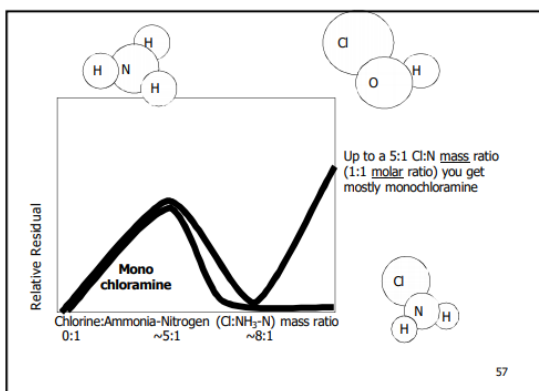 H
H
N
H
Cl
O
H
Up to a 5:1 Cl:N mass ratio
(1:1 molar ratio) you get
mostly monochloramine
Relative Residual
Mono
chloramine
Chlorine:Ammonia-Nitrogen (Cl:NH₃-N) mass ratio
0:1 ~5:1 ~8:1
Cl
N
H
H
57